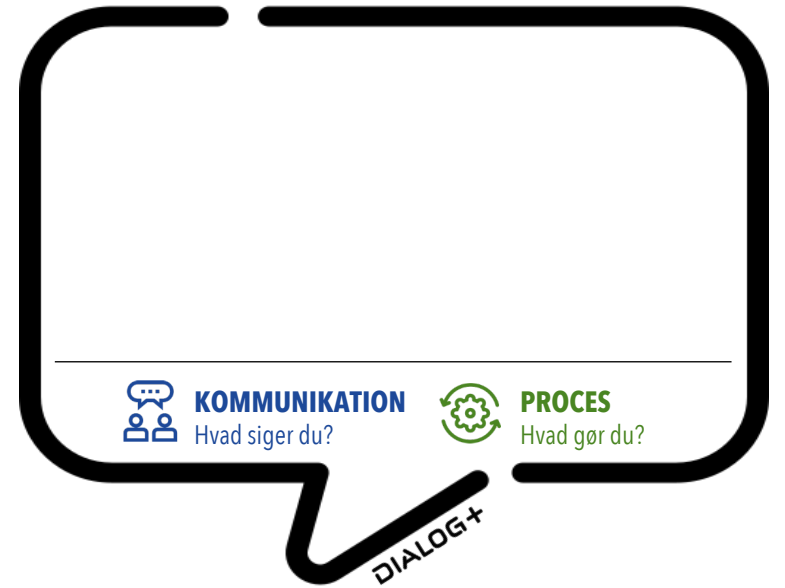 KOMMUNIKATION
Hvad siger du?
PROCES
Hvad gør du?
DIALOG+